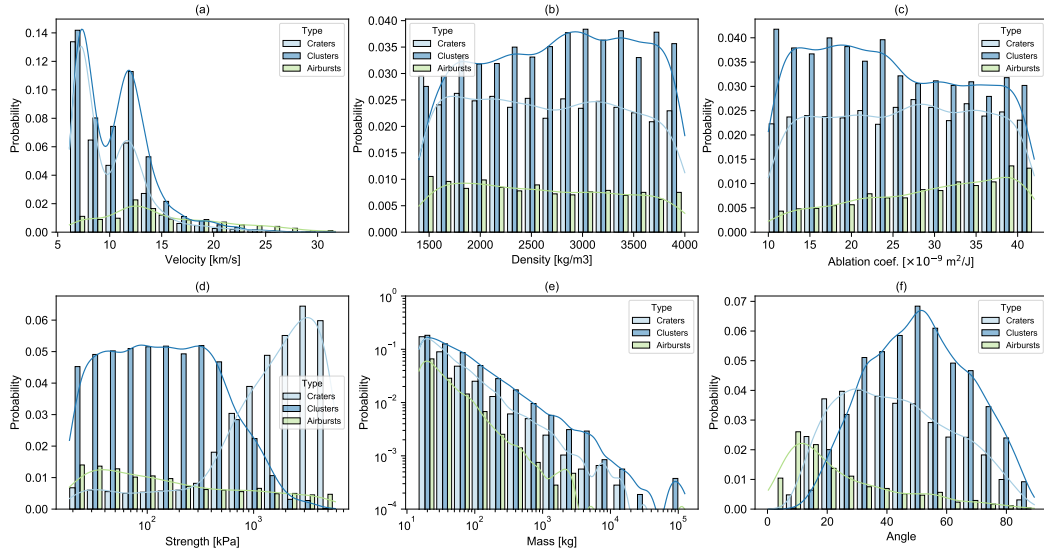 (a)
0.14
0.12
0.10
0.08
0.06
0.04
0.02
0.00
Probability
5 10 15 20 25 30
Velocity [km/s]
Type
Craters
Clusters
Airbursts
(b)
0.040
0.035
0.030
0.025
0.020
0.015
0.010
0.005
0.000
Probability
1500 2000 2500 3000 3500 4000
Density [kg/m3]
Type
Craters
Clusters
Airbursts
(c)
0.040
0.035
0.030
0.025
0.020
0.015
0.010
0.005
0.000
Probability
10 15 20 25 30 35 40
Ablation coef. [×10⁻⁹ m²/J]
Type
Craters
Clusters
Airbursts
(d)
0.06
0.05
0.04
0.03
0.02
0.01
0.00
Probability
10² 10³
Strength [kPa]
Type
Craters
Clusters
Airbursts
(e)
10⁰
10⁻¹
10⁻²
10⁻³
10⁻⁴
Probability
10¹ 10² 10³ 10⁴ 10⁵
Mass [kg]
Type
Craters
Clusters
Airbursts
(f)
0.07
0.06
0.05
0.04
0.03
0.02
0.01
0.00
Probability
0 20 40 60 80
Angle
Type
Craters
Clusters
Airbursts